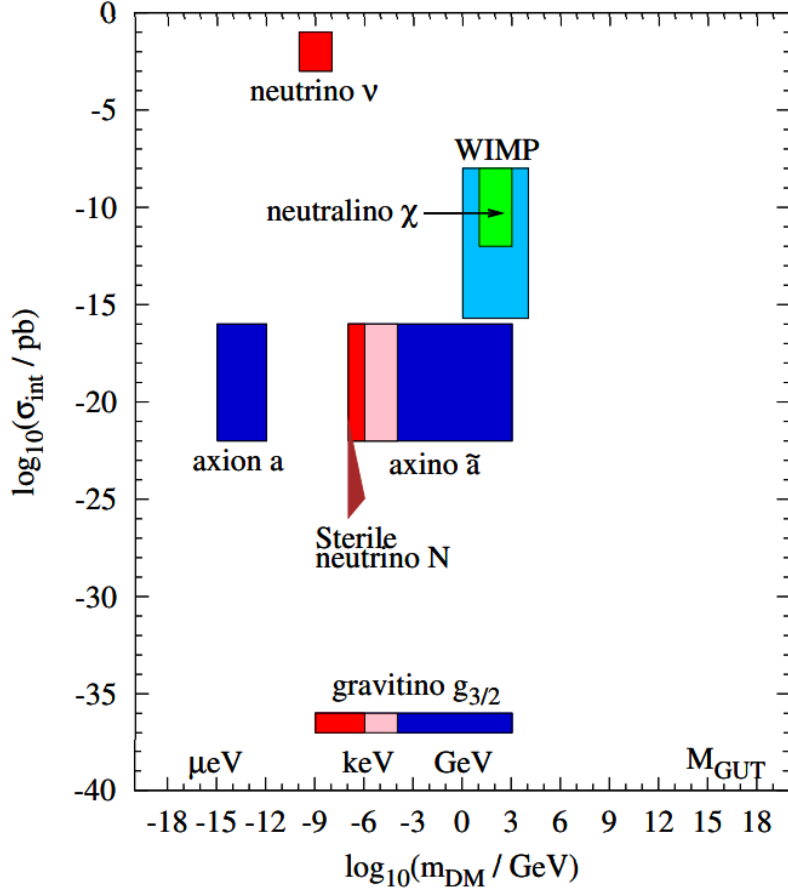 0
neutrino ν
-5
WIMP
neutralino χ
-10
-15
-20
axion a
axino ã
-25
Sterile
neutrino N
-30
gravitino g3/2
-35
μeV keV GeV MGUT
-40
-18 -15 -12 -9 -6 -3 0 3 6 9 12 15 18
log10(mDM / GeV)
log10(σint / pb)